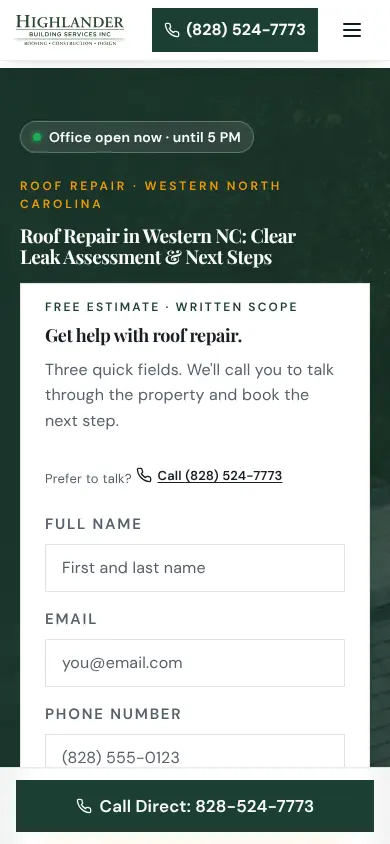 HIGHLANDER
BUILDING SERVICES INC
ROOFING • CONSTRUCTION • DESIGN
(828) 524-7773
Office open now · until 5 PM
ROOF REPAIR · WESTERN NORTH
CAROLINA
Roof Repair in Western NC: Clear
Leak Assessment & Next Steps
FREE ESTIMATE · WRITTEN SCOPE
Get help with roof repair.
Three quick fields. We'll call you to talk
through the property and book the
next step.
Prefer to talk? Call (828) 524-7773
FULL NAME
First and last name
EMAIL
you@email.com
PHONE NUMBER
(828) 555-0123
Call Direct: 828-524-7773